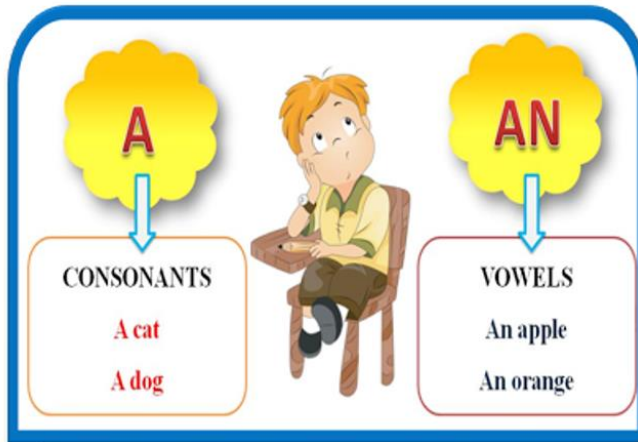 A
CONSONANTS
A cat
A dog
AN
VOWELS
An apple
An orange